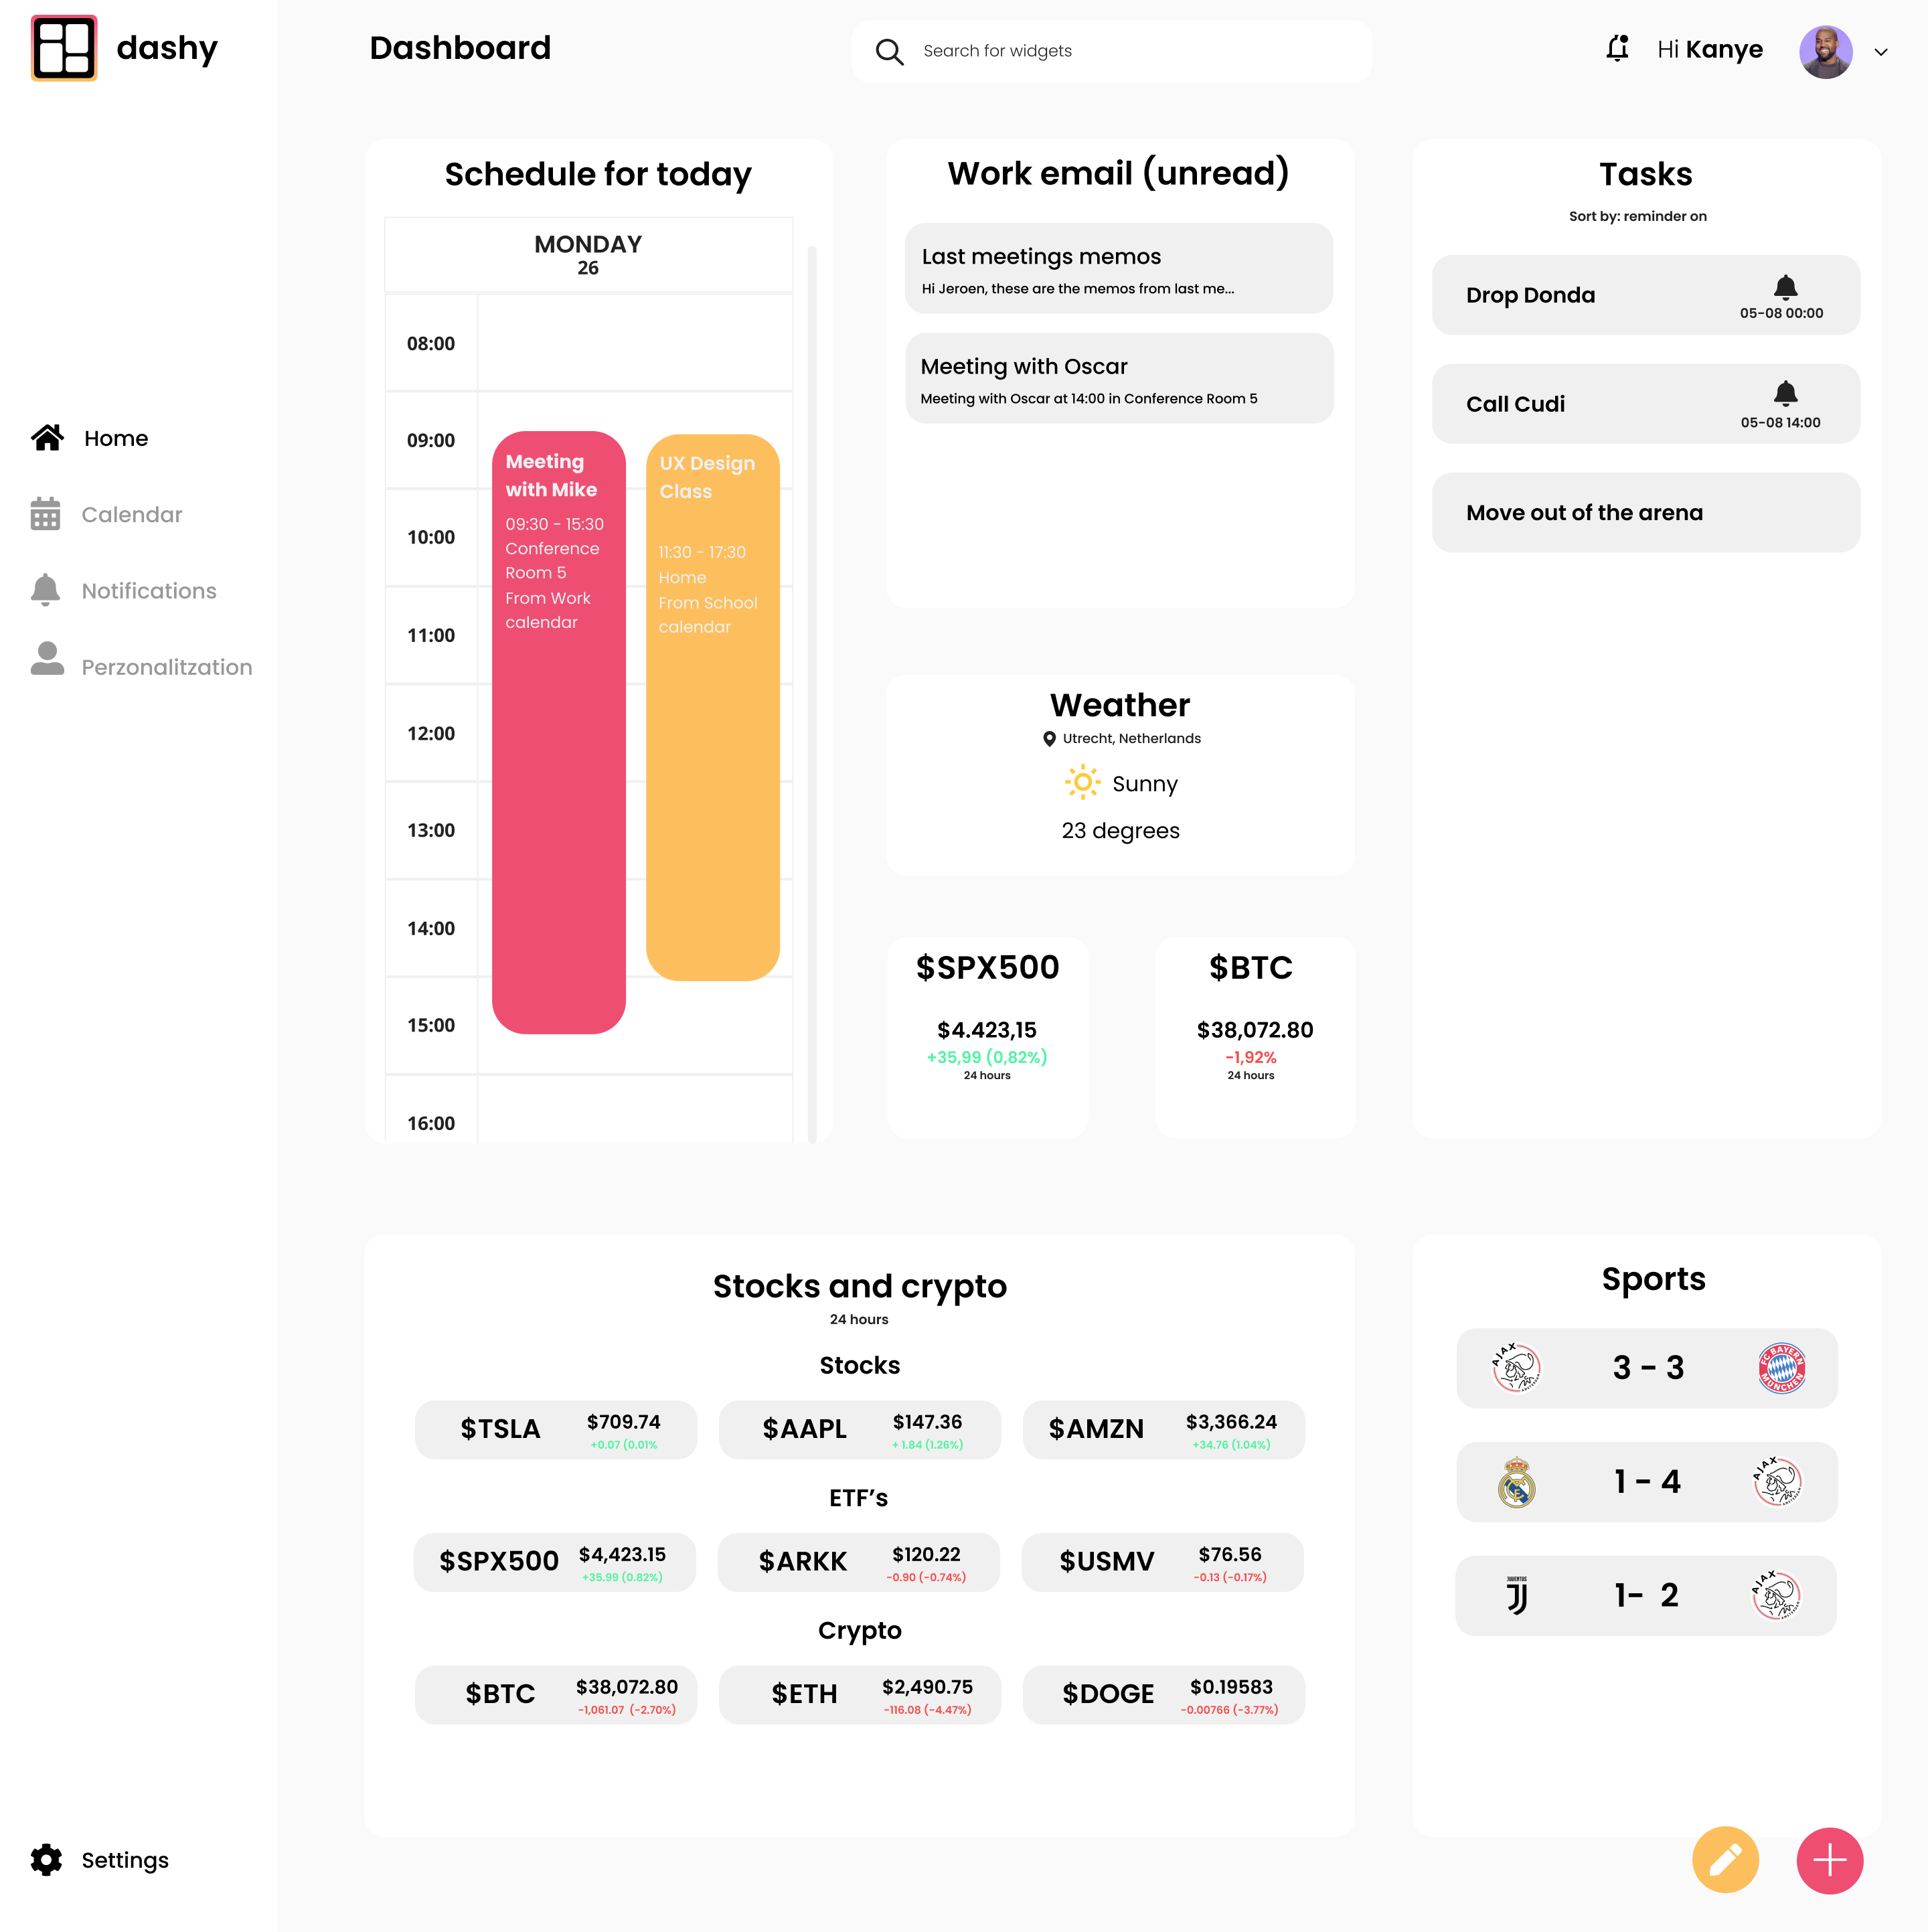 dashy
Dashboard
Search for widgets
Hi Kanye
Home
Calendar
Notifications
Perzonalitzation
Settings
Schedule for today
MONDAY
26
08:00
09:00
10:00
11:00
12:00
13:00
14:00
15:00
16:00
Meeting
with Mike
09:30 - 15:30
Conference
Room 5
From Work
calendar
UX Design
Class
11:30 - 17:30
Home
From School
calendar
Work email (unread)
Last meetings memos
Hi Jeroen, these are the memos from last me...
Meeting with Oscar
Meeting with Oscar at 14:00 in Conference Room 5
Weather
Utrecht, Netherlands
Sunny
23 degrees
$SPX500
$4.423,15
+35,99 (0,82%)
24 hours
$BTC
$38,072.80
-1,92%
24 hours
Tasks
Sort by: reminder on
Drop Donda
05-08 00:00
Call Cudi
05-08 14:00
Move out of the arena
Stocks and crypto
24 hours
Stocks
$TSLA
$709.74
+0.07 (0.01%
$AAPL
$147.36
+ 1.84 (1.26%)
$AMZN
$3,366.24
+34.76 (1.04%)
ETF’s
$SPX500
$4,423.15
+35.99 (0.82%)
$ARKK
$120.22
-0.90 (-0.74%)
$USMV
$76.56
-0.13 (-0.17%)
Crypto
$BTC
$38,072.80
-1,061.07 (-2.70%)
$ETH
$2,490.75
-116.08 (-4.47%)
$DOGE
$0.19583
-0.00766 (-3.77%)
Sports
AJAX
AMSTERDAM
3 - 3
FC BAYERN
MÜNCHEN
1 - 4
AJAX
AMSTERDAM
JUVENTUS
1- 2
AJAX
AMSTERDAM